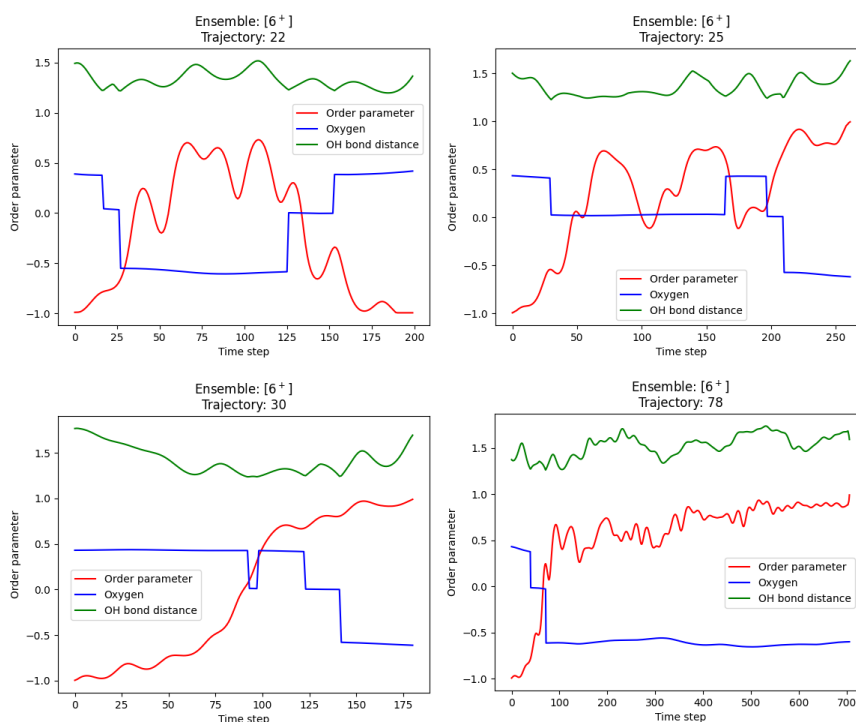 Ensemble: [6⁺]
Trajectory: 22
1.5
1.0
0.5
0.0
−0.5
−1.0
Order parameter
Order parameter
Oxygen
OH bond distance
0 25 50 75 100 125 150 175 200
Time step
Ensemble: [6⁺]
Trajectory: 25
1.5
1.0
0.5
0.0
−0.5
−1.0
Order parameter
Order parameter
Oxygen
OH bond distance
0 50 100 150 200 250
Time step
Ensemble: [6⁺]
Trajectory: 30
1.5
1.0
0.5
0.0
−0.5
−1.0
Order parameter
Order parameter
Oxygen
OH bond distance
0 25 50 75 100 125 150 175
Time step
Ensemble: [6⁺]
Trajectory: 78
1.5
1.0
0.5
0.0
−0.5
−1.0
Order parameter
Order parameter
Oxygen
OH bond distance
0 100 200 300 400 500 600 700
Time step